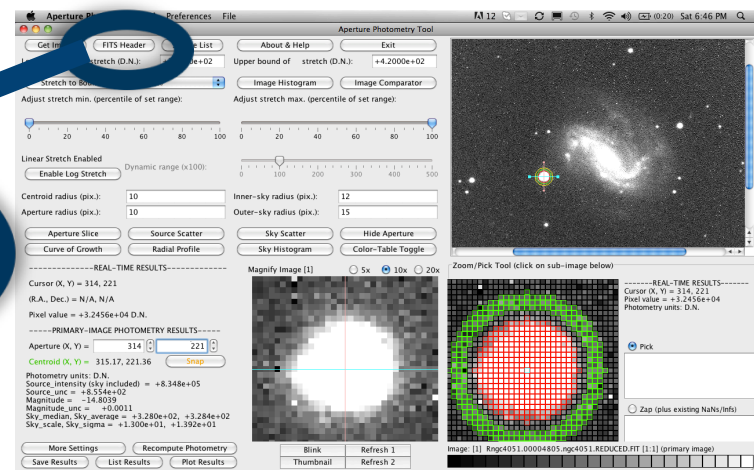 Aperture Preferences File
12 (0:20) Sat 6:46 PM
Aperture Photometry Tool
Get FITS Header List About & Help Exit
stretch (D.N.): e+02 Upper bound of stretch (D.N.): +4.2000e+02
Stretch to Image Histogram Image Comparator
Adjust stretch min. (percentile of set range): Adjust stretch max. (percentile of set range):
0 20 40 60 80 100 0 20 40 60 80 100
Linear Stretch Enabled
Enable Log Stretch Dynamic range (x100):
0 100 200 300 400 500
Centroid radius (pix.): 10 Inner-sky radius (pix.): 12
Aperture radius (pix.): 10 Outer-sky radius (pix.): 15
Aperture Slice Source Scatter Sky Scatter Hide Aperture
Curve of Growth Radial Profile Sky Histogram Color-Table Toggle
---------------REAL-TIME RESULTS---------------
Cursor (X, Y) = 314, 221
(R.A., Dec.) = N/A, N/A
Pixel value = +3.2456e+04 D.N.
-----PRIMARY-IMAGE PHOTOMETRY RESULTS-----
Aperture (X, Y) = 314 221
Centroid (X, Y) = 315.17, 221.36 Snap
Photometry units: D.N.
Source_intensity (sky included) = +8.348e+05
Source_unc = +8.554e+02
Magnitude = -14.8039
Magnitude_unc = +0.0011
Sky_median, Sky_average = +3.280e+02, +3.284e+02
Sky_scale, Sky_sigma = +1.300e+01, +1.392e+01
More Settings Recompute Photometry
Save Results List Results Plot Results
Magnify Image [1] 5x 10x 20x
Blink Refresh 1
Thumbnail Refresh 2
Zoom/Pick Tool (click on sub-image below)
--------REAL-TIME RESULTS--------
Cursor (X, Y) = 314, 221
Pixel value = +3.2456e+04
Photometry units: D.N.
Pick
Zap (plus existing NaNs/Infs)
Image: [1] Rngc4051.00004805.ngc4051.REDUCED.FIT [1:1] (primary image)